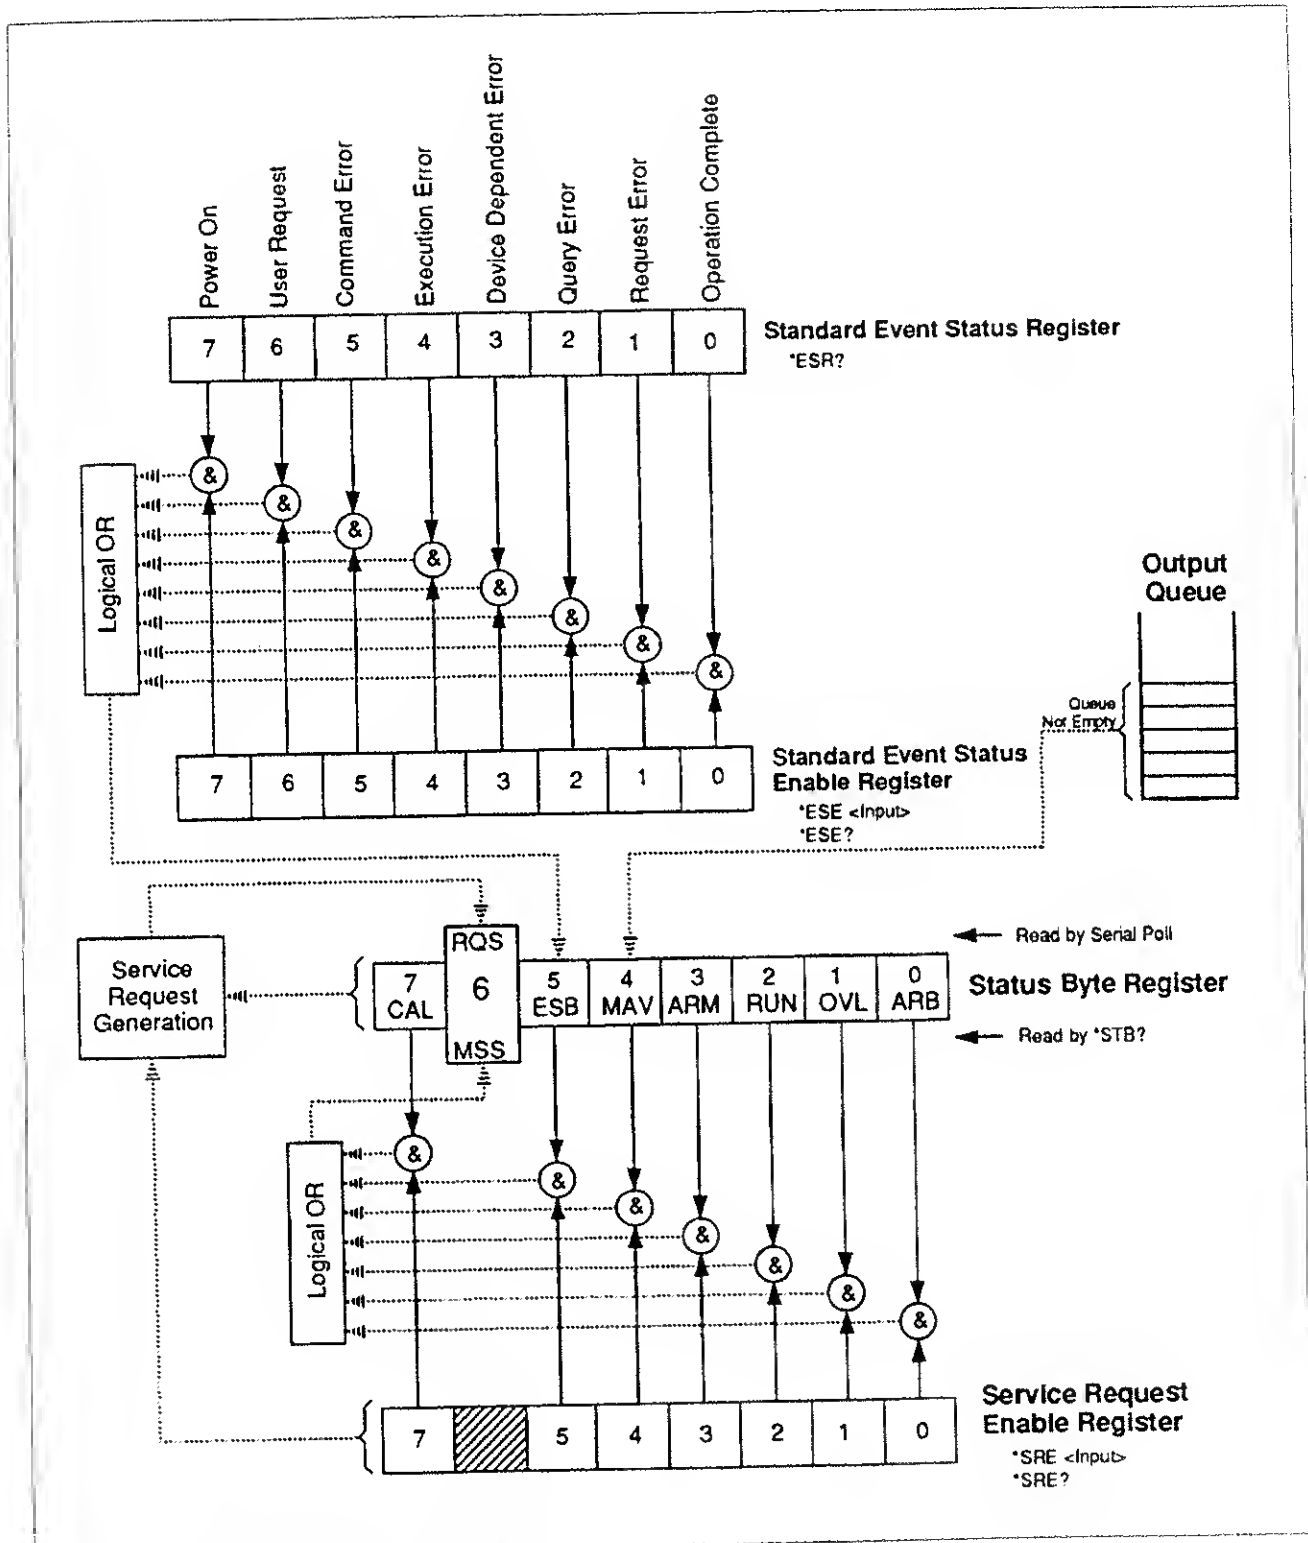 Power On
User Request
Command Error
Execution Error
Device Dependent Error
Query Error
Request Error
Operation Complete
7 6 5 4 3 2 1 0
Standard Event Status Register
*ESR?
& & & & & & & &
Logical OR
Output
Queue
Queue
Not Empty
7 6 5 4 3 2 1 0
Standard Event Status
Enable Register
*ESE <Input>
*ESE?
Service
Request
Generation
RQS
6
MSS
7 5 4 3 2 1 0
CAL ESB MAV ARM RUN OVL ARB
Read by Serial Poll
Status Byte Register
Read by *STB?
& & & & & & &
Logical OR
7 5 4 3 2 1 0
Service Request
Enable Register
*SRE <Input>
*SRE?